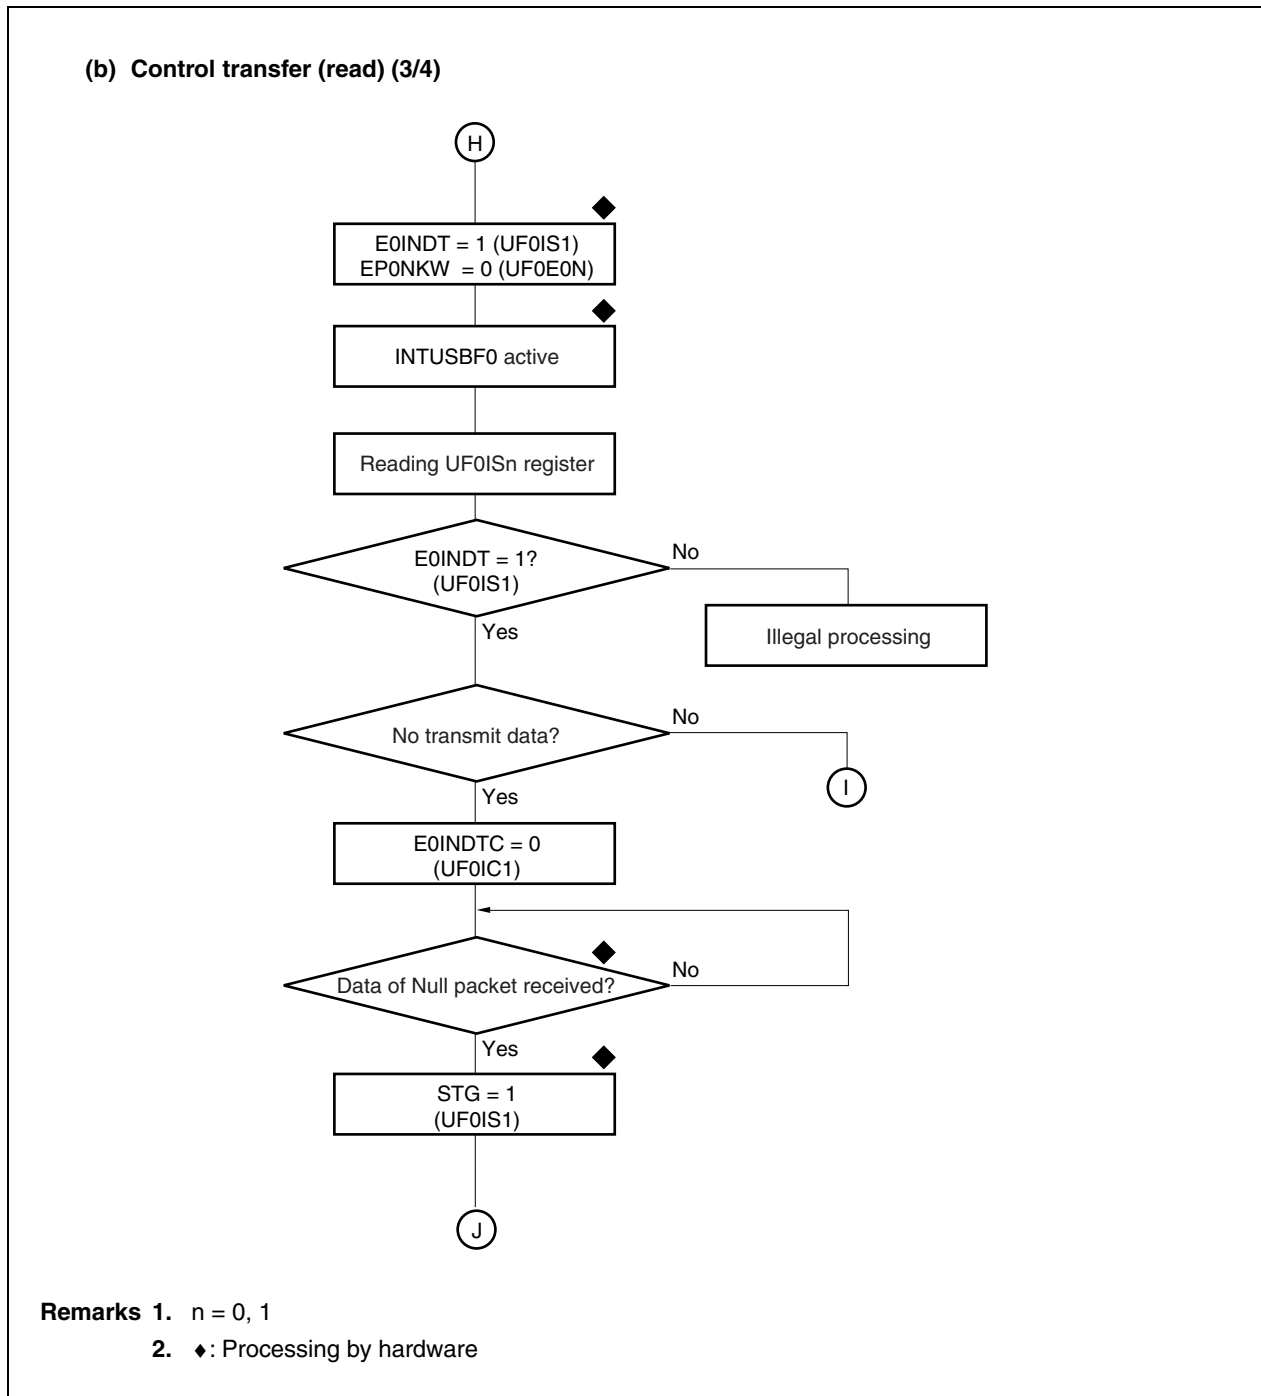 (b) Control transfer (read) (3/4)
H
E0INDT = 1 (UF0IS1)
EP0NKW = 0 (UF0E0N)
INTUSBF0 active
Reading UF0ISn register
E0INDT = 1?
(UF0IS1)
No
Illegal processing
Yes
No transmit data?
No
I
Yes
E0INDTC = 0
(UF0IC1)
Data of Null packet received?
No
Yes
STG = 1
(UF0IS1)
J
Remarks 1. n = 0, 1
2. ♦: Processing by hardware